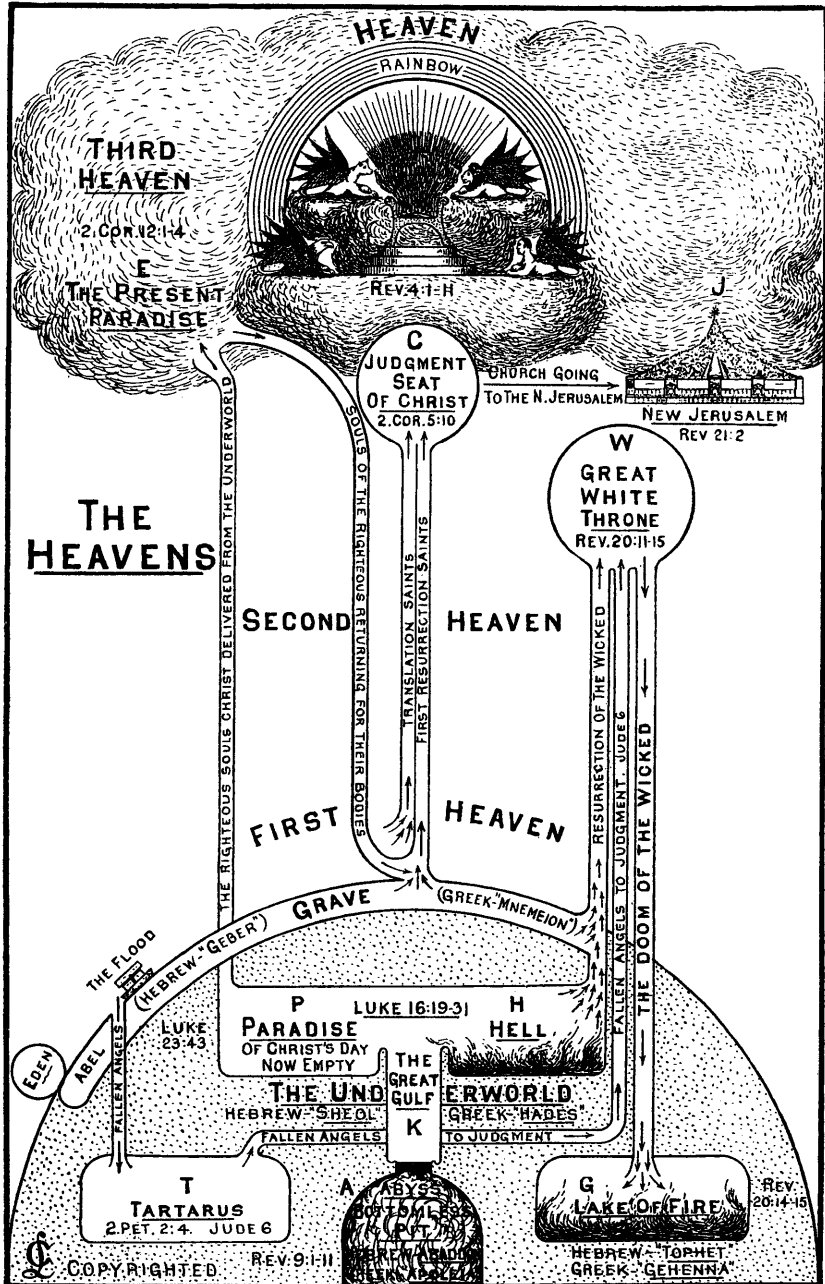 HEAVEN
RAINBOW
THIRD
HEAVEN
2.COR.12:1-4
E
THE PRESENT
PARADISE
REV.4:1-11
J
C
JUDGMENT
SEAT
OF CHRIST
2.COR.5:10
CHURCH GOING
TO THE N.JERUSALEM
NEW JERUSALEM
REV 21:2
W
GREAT
WHITE
THRONE
REV.20:11-15
THE
HEAVENS
THE RIGHTEOUS SOULS CHRIST DELIVERED FROM THE UNDERWORLD
SOULS OF THE RIGHTEOUS RETURNING FOR THEIR BODIES
TRANSLATION SAINTS
FIRST RESURRECTION SAINTS
SECOND HEAVEN
RESURRECTION OF THE WICKED
FALLEN ANGELS TO JUDGMENT. JUDE 6
THE DOOM OF THE WICKED
FIRST HEAVEN
GRAVE
(HEBREW-"GEBER")
(GREEK-"MNEMEION")
THE FLOOD
EDEN
ABEL
FALLEN ANGELS
LUKE
23:43
P
PARADISE
OF CHRIST'S DAY
NOW EMPTY
LUKE 16:19-31
H
HELL
THE
GREAT
GULF
K
THE UNDERWORLD
HEBREW-"SHEOL" GREEK-"HADES"
FALLEN ANGELS TO JUDGMENT
T
TARTARUS
2.PET. 2:4. JUDE 6
A
ABYSS
BOTTOMLESS
PIT
HEBREW ABADDON
GREEK APOLEIA
REV 9:1-11
G
LAKE OF FIRE
REV
20:14-15
HEBREW-"TOPHET
GREEK-"GEHENNA"
CL COPYRIGHTED